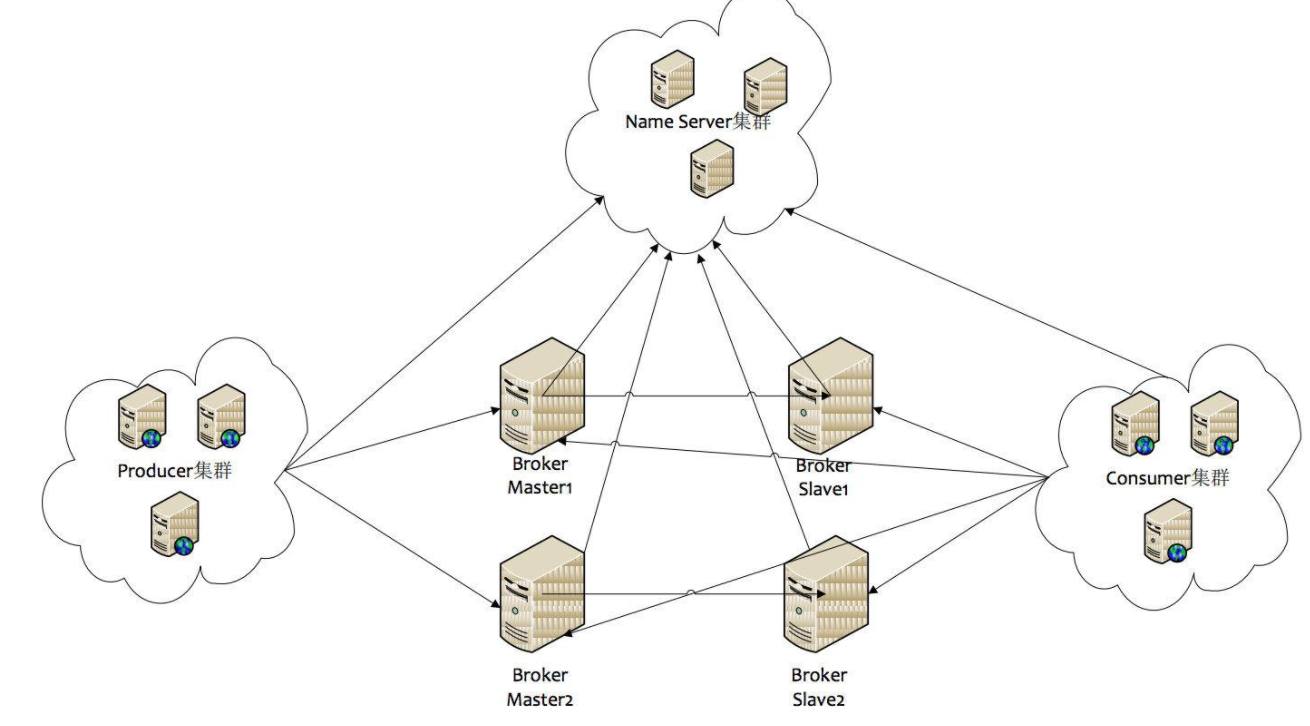 Name Server集群
Producer集群
Broker
Master1
Broker
Slave1
Consumer集群
Broker
Master2
Broker
Slave2